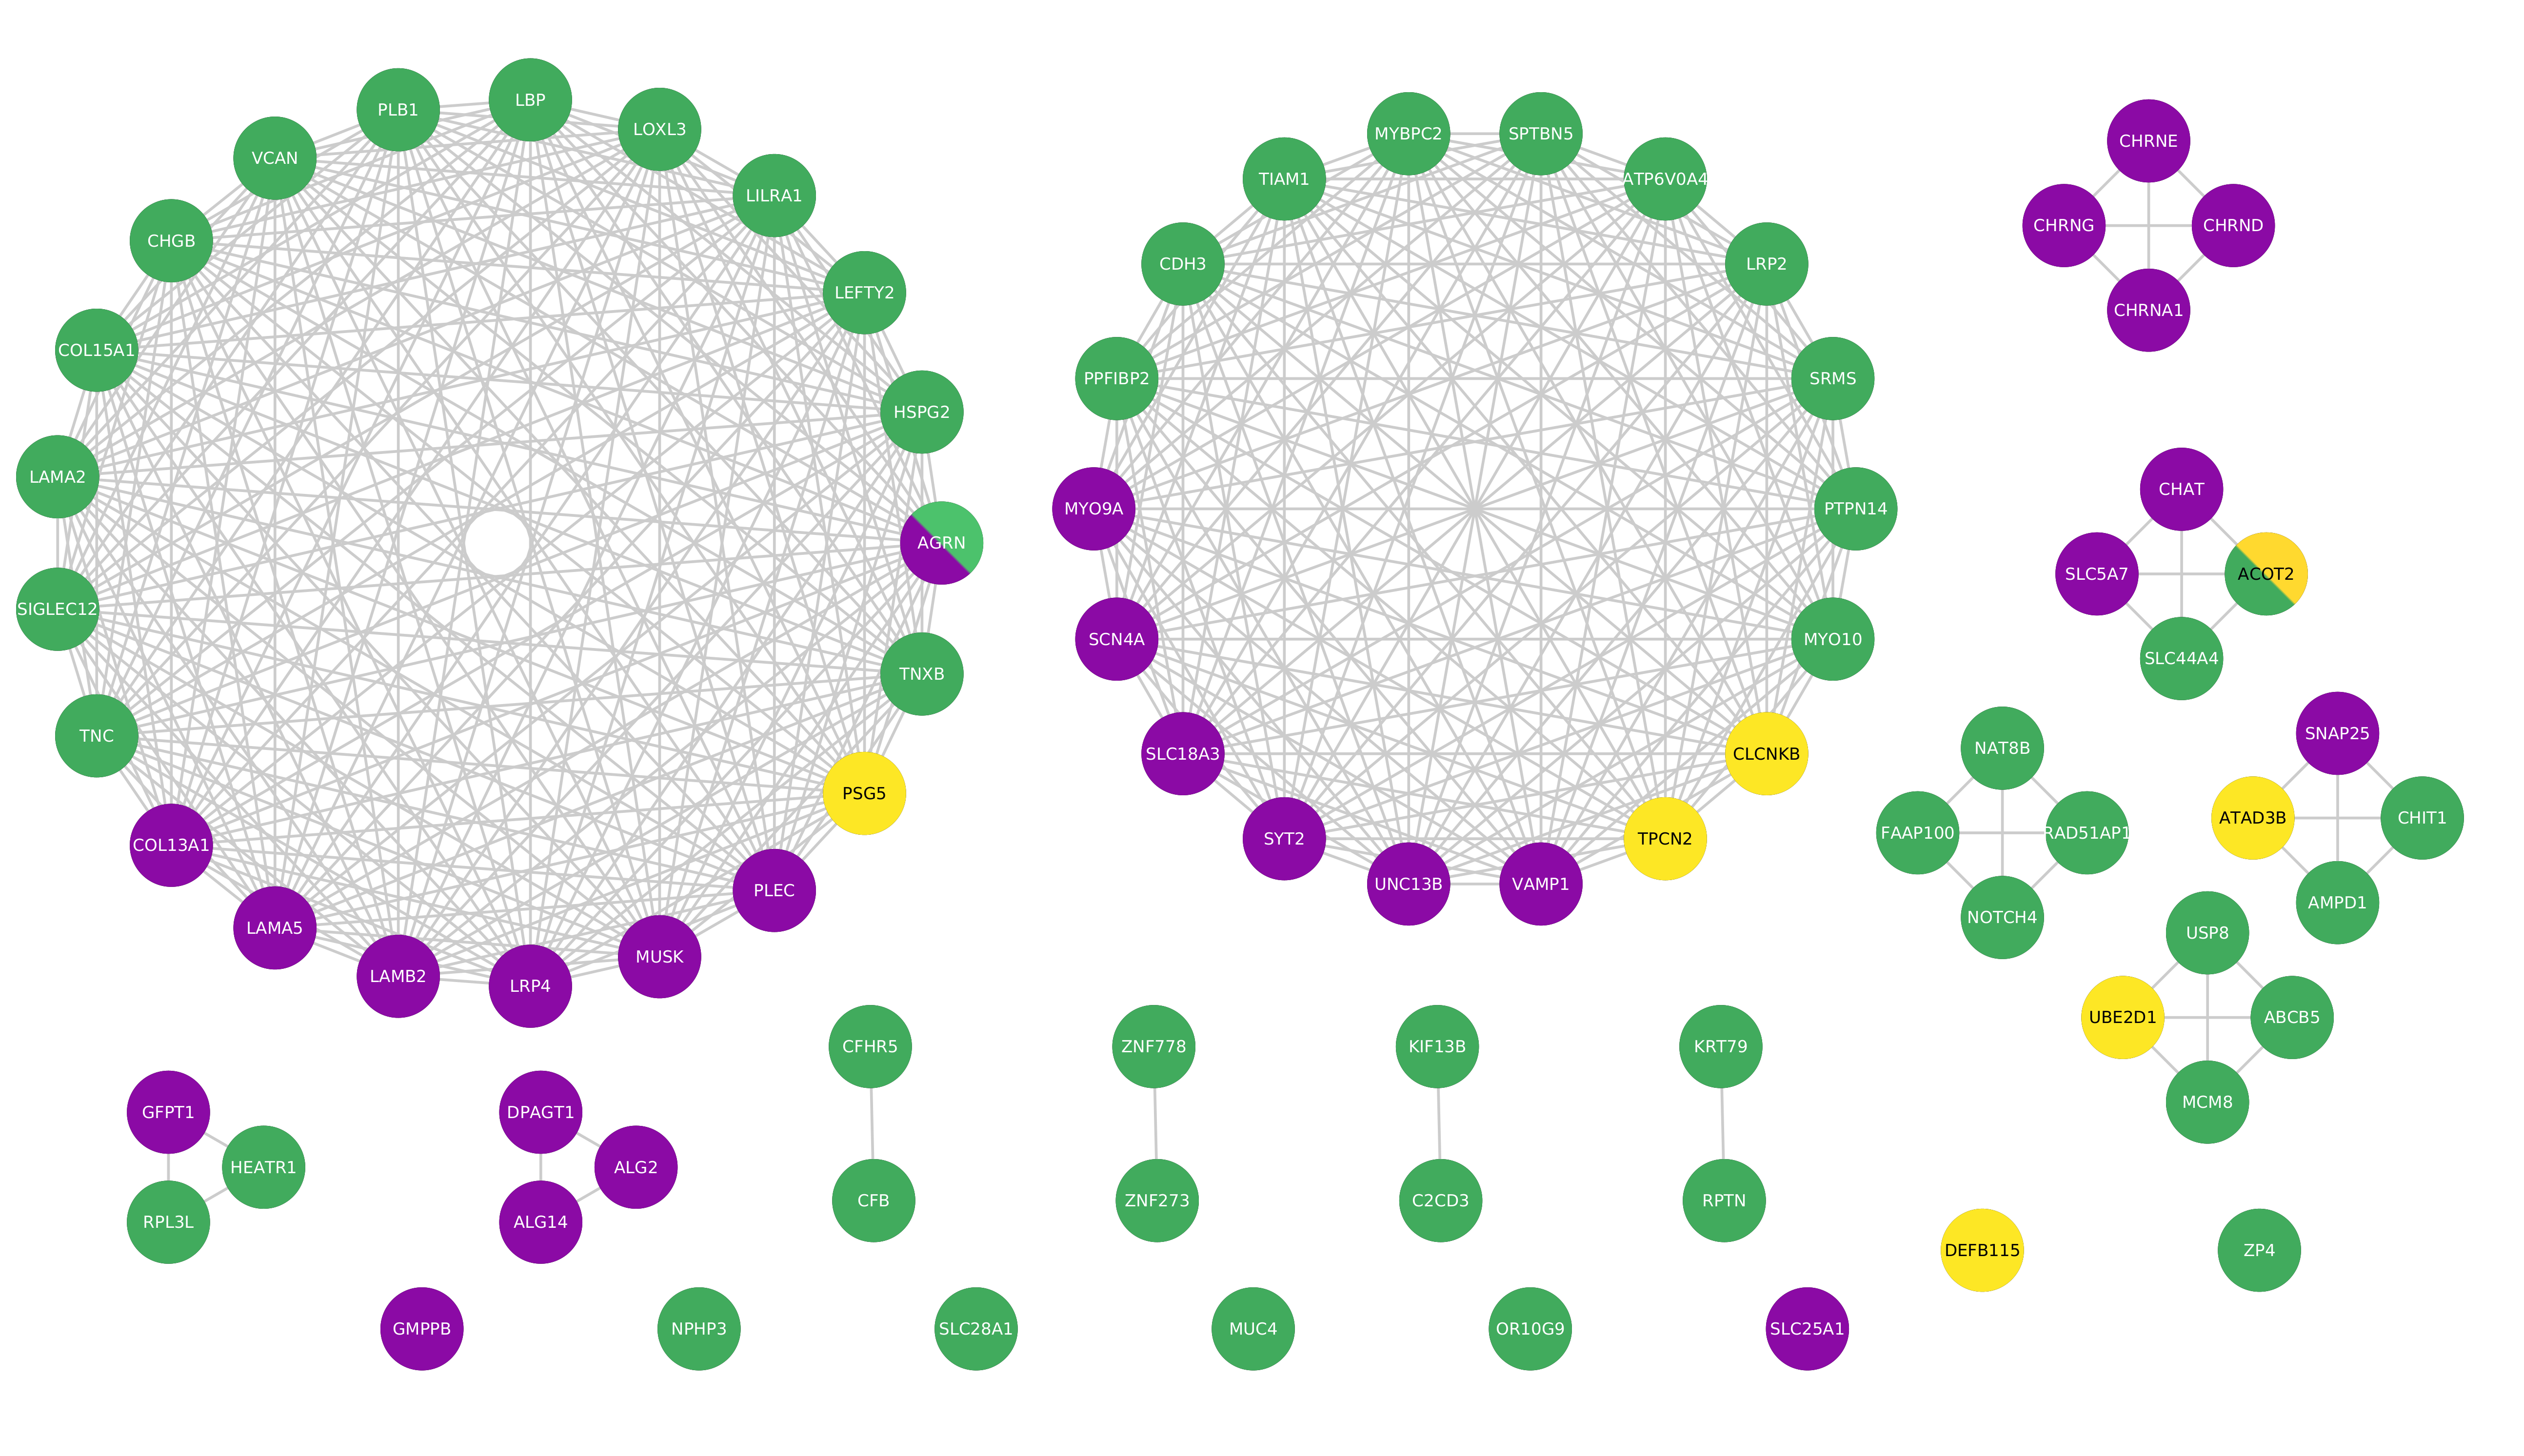 LBP
PLB1
LOXL3
VCAN
LILRA1
CHGB
LEFTY2
COL15A1
HSPG2
LAMA2
AGRN
SIGLEC12
TNXB
TNC
PSG5
COL13A1
PLEC
LAMA5
MUSK
LAMB2
LRP4
MYBPC2
SPTBN5
TIAM1
ATP6V0A4
CDH3
LRP2
PPFIBP2
SRMS
MYO9A
PTPN14
SCN4A
MYO10
SLC18A3
CLCNKB
SYT2
TPCN2
UNC13B
VAMP1
CHRNE
CHRNG
CHRND
CHRNA1
CHAT
SLC5A7
ACOT2
SLC44A4
NAT8B
FAAP100
RAD51AP1
NOTCH4
SNAP25
ATAD3B
CHIT1
AMPD1
USP8
UBE2D1
ABCB5
MCM8
GFPT1
HEATR1
RPL3L
DPAGT1
ALG2
ALG14
CFHR5
CFB
ZNF778
ZNF273
KIF13B
C2CD3
KRT79
RPTN
DEFB115
ZP4
GMPPB
NPHP3
SLC28A1
MUC4
OR10G9
SLC25A1